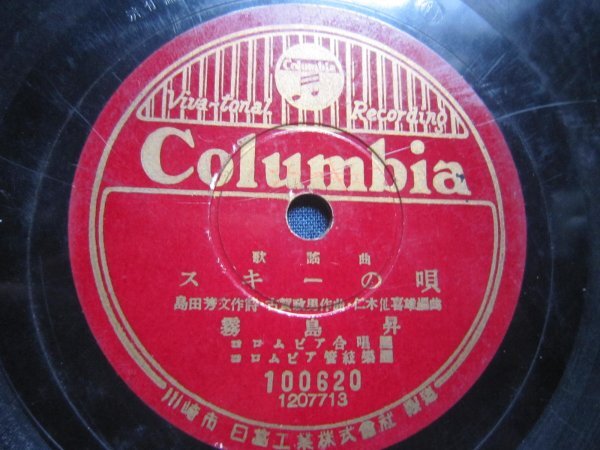 Columbia
Viva-tonal Recording
Columbia
歌謡曲
スキーの唄
島田芳文作詩・古賀政男作曲・仁木他喜雄編曲
霧島昇
コロムビア合唱團
コロムビア管絃樂團
100620
1207713
川崎市 日蓄工業株式會社 製造